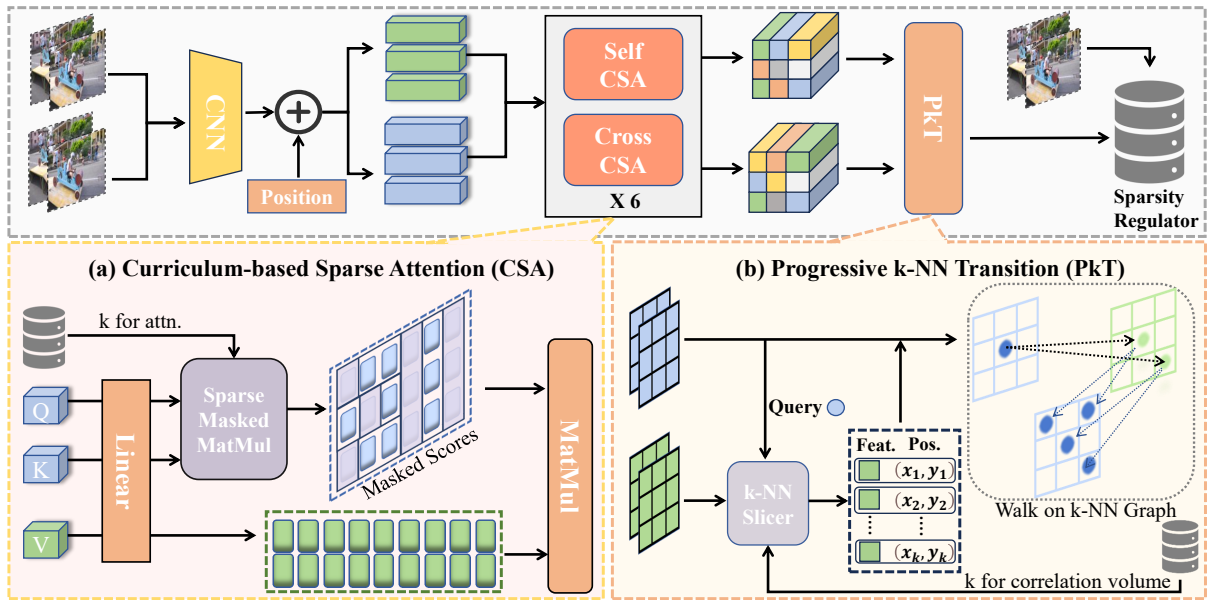 CNN
Position
Self
CSA
Cross
CSA
X 6
PkT
Sparsity
Regulator
(a) Curriculum-based Sparse Attention (CSA)
k for attn.
Q
K
V
Linear
Sparse
Masked
MatMul
Masked Scores
MatMul
(b) Progressive k-NN Transition (PkT)
Query
k-NN
Slicer
Feat. Pos.
(x₁, y₁)
(x₂, y₂)
(xₖ, yₖ)
Walk on k-NN Graph
k for correlation volume